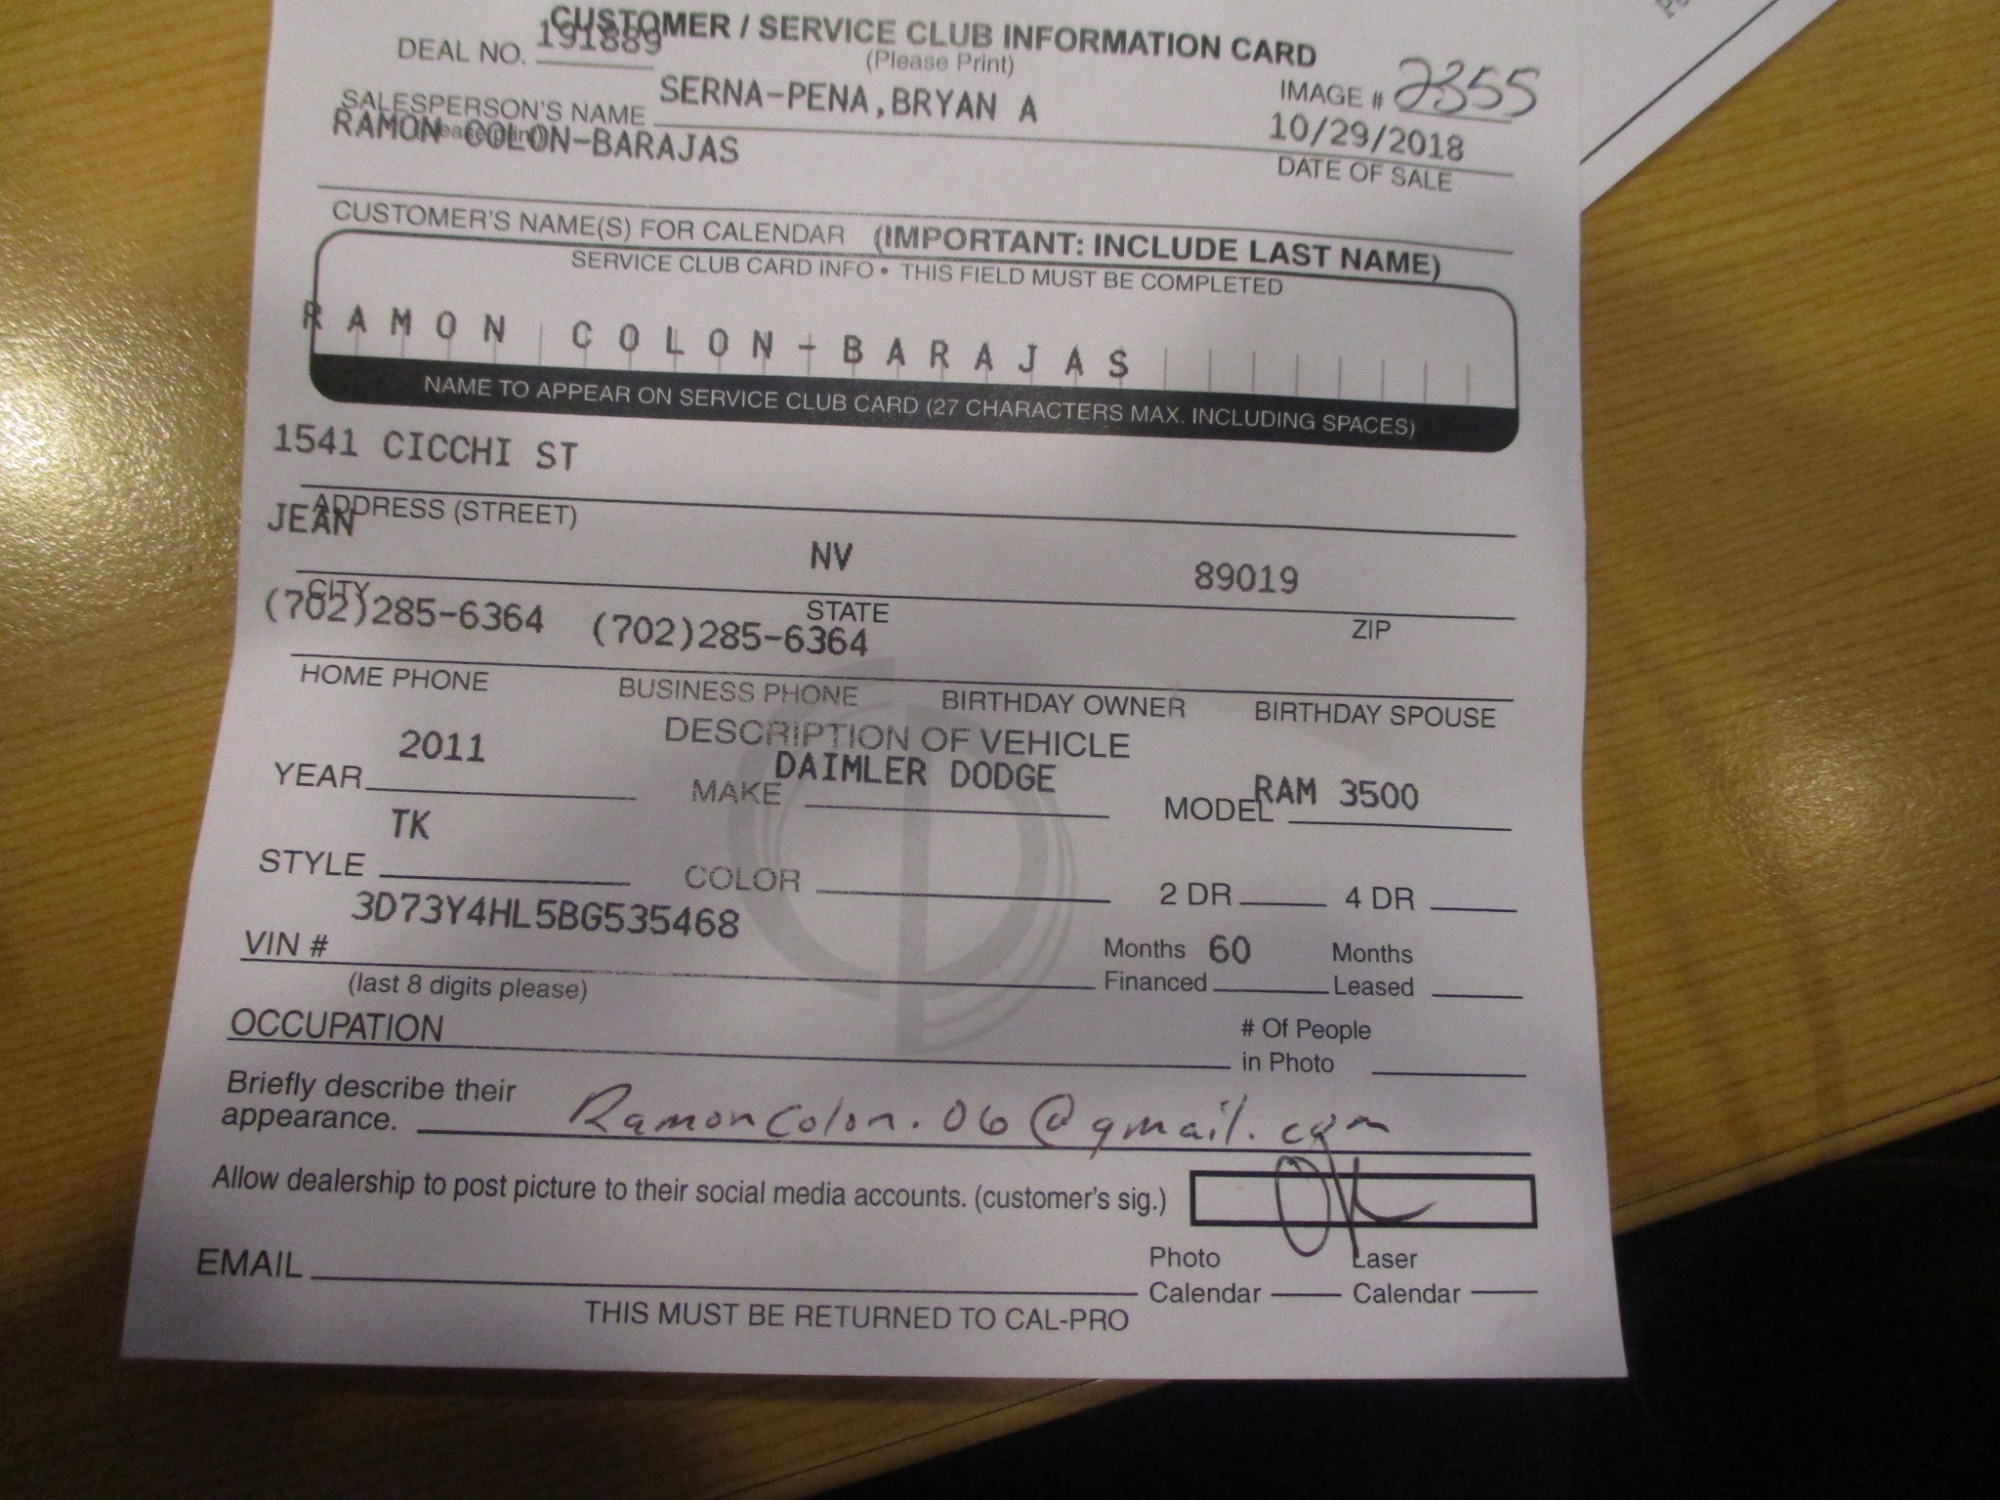 CUSTOMER / SERVICE CLUB INFORMATION CARD
DEAL NO. 191889 (Please Print)
IMAGE # 2355
SALESPERSON'S NAME SERNA-PENA, BRYAN A
10/29/2018
RAMON COLON-BARAJAS
DATE OF SALE
CUSTOMER'S NAME(S) FOR CALENDAR (IMPORTANT: INCLUDE LAST NAME)
SERVICE CLUB CARD INFO • THIS FIELD MUST BE COMPLETED
RAMON COLON-BARAJAS
NAME TO APPEAR ON SERVICE CLUB CARD (27 CHARACTERS MAX. INCLUDING SPACES)
1541 CICCHI ST
ADDRESS (STREET)
JEAN NV 89019
CITY STATE ZIP
(702)285-6364 (702)285-6364
HOME PHONE BUSINESS PHONE BIRTHDAY OWNER BIRTHDAY SPOUSE
DESCRIPTION OF VEHICLE
YEAR 2011 MAKE DAIMLER DODGE MODEL RAM 3500
STYLE TK COLOR 2 DR 4 DR
VIN # 3D73Y4HL5BG535468
(last 8 digits please)
Months Financed 60 Months Leased
OCCUPATION # Of People in Photo
Briefly describe their
appearance. RamonColon.06@gmail.com
Allow dealership to post picture to their social media accounts. (customer's sig.) OK
EMAIL Photo Calendar Laser Calendar
THIS MUST BE RETURNED TO CAL-PRO